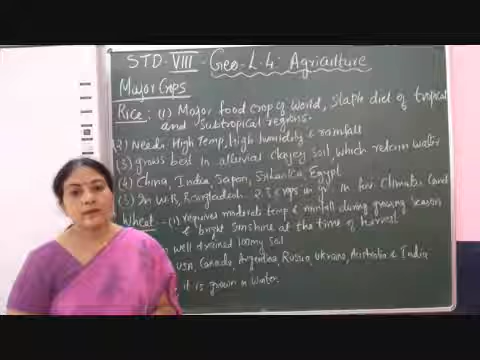 STD. VIII - Geo - L. 4: Agriculture
Major Crops
Rice: (1) Major food crop of World, Staple diet of tropical
and Subtropical regions.
(2) Needs High Temp, high humidity & rainfall
(3) grows best in alluvial clayey soil, which retain water
(4) China, India, Japan, Sri Lanka, Egypt
(5) In W.B, Bangladesh 2-3 crops in yr in fav Climatic Cond
Wheat - (1) requires moderate temp & rainfall during growing season
& bright sunshine at the time of harvest
well drained loamy soil
USA, Canada, Argentina, Russia, Ukraine, Australia & India
it is grown in Winter.